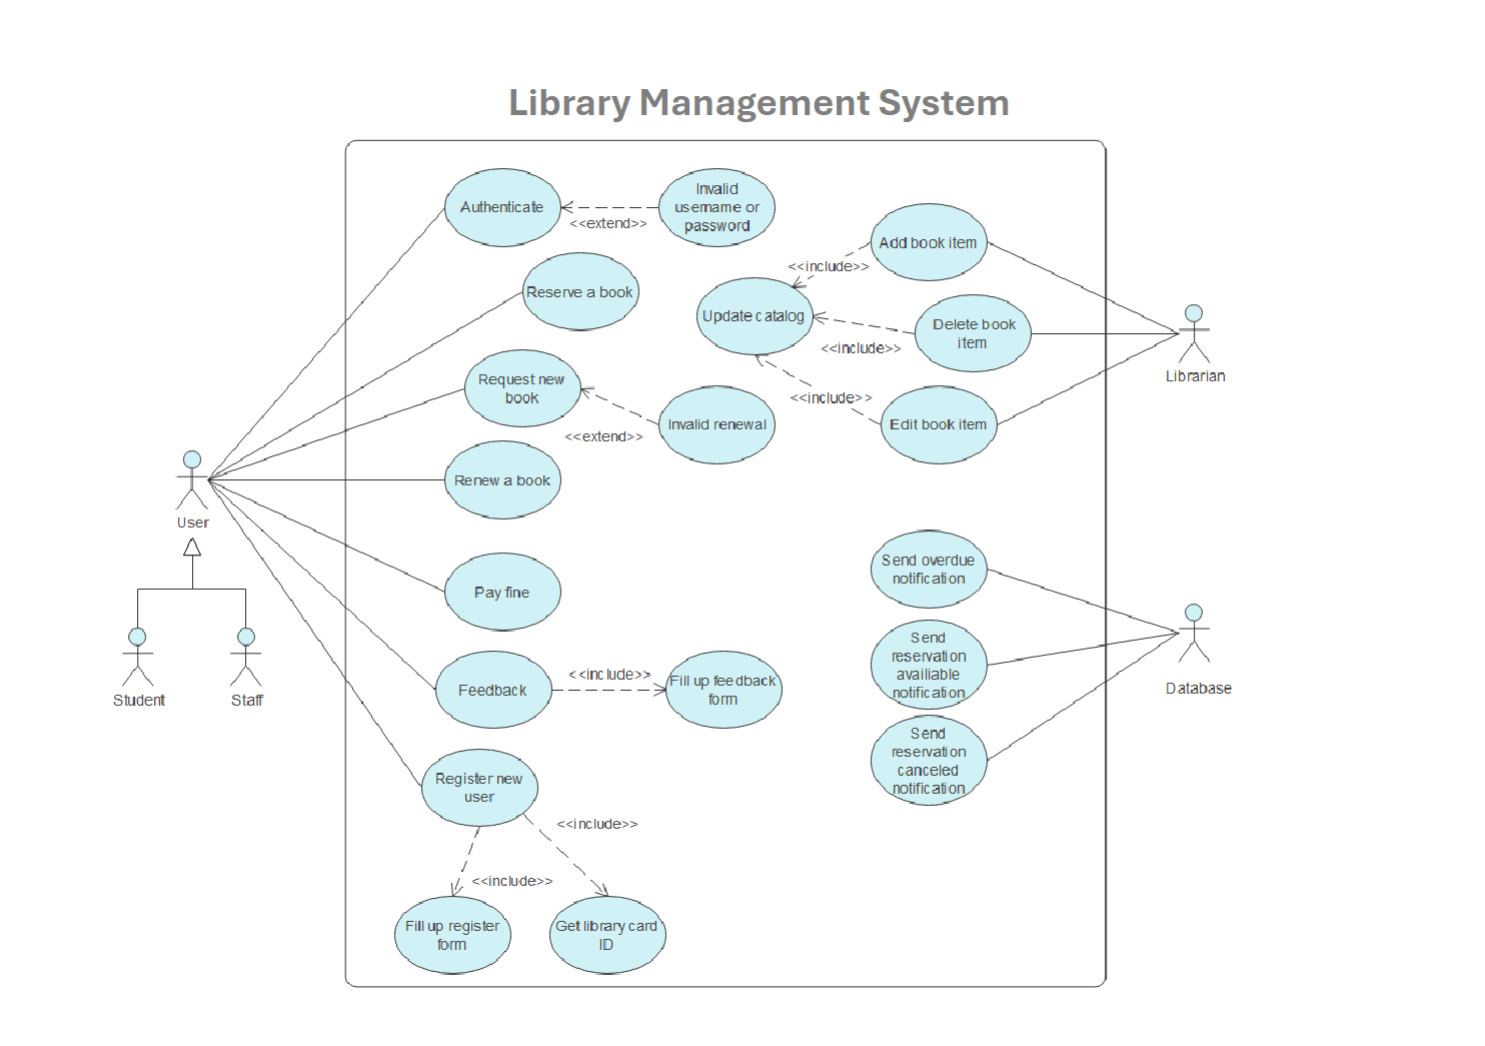 Library Management System
Authenticate
<<extend>>
Invalid
username or
password
Reserve a book
Request new
book
<<extend>>
Invalid renewal
Renew a book
Pay fine
Feedback
<<include>>
Fill up feedback
form
Register new
user
<<include>>
<<include>>
Fill up register
form
Get library card
ID
Add book item
<<include>>
Update catalog
Delete book
item
<<include>>
<<include>>
Edit book item
Send overdue
notification
Send
reservation
availiable
notification
Send
reservation
canceled
notification
User
Student
Staff
Librarian
Database